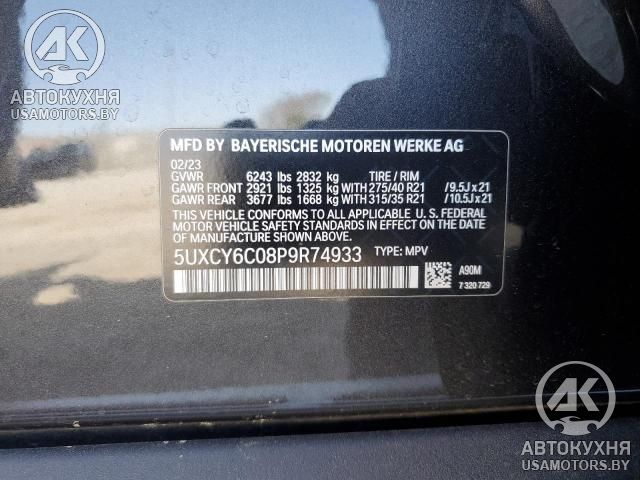 AK
АВТОКУХНЯ
USAMOTORS.BY
MFD BY BAYERISCHE MOTOREN WERKE AG
02/23
GVWR 6243 lbs 2832 kg TIRE / RIM
GAWR FRONT 2921 lbs 1325 kg WITH 275/40 R21 /9.5J x 21
GAWR REAR 3677 lbs 1668 kg WITH 315/35 R21 /10.5J x 21
THIS VEHICLE CONFORMS TO ALL APPLICABLE U. S. FEDERAL
MOTOR VEHICLE SAFETY STANDARDS IN EFFECT ON THE DATE
OF MANUFACTURE SHOWN ABOVE.
5UXCY6C08P9R74933 TYPE: MPV
A90M
7 320 729
AK
АВТОКУХНЯ
USAMOTORS.BY